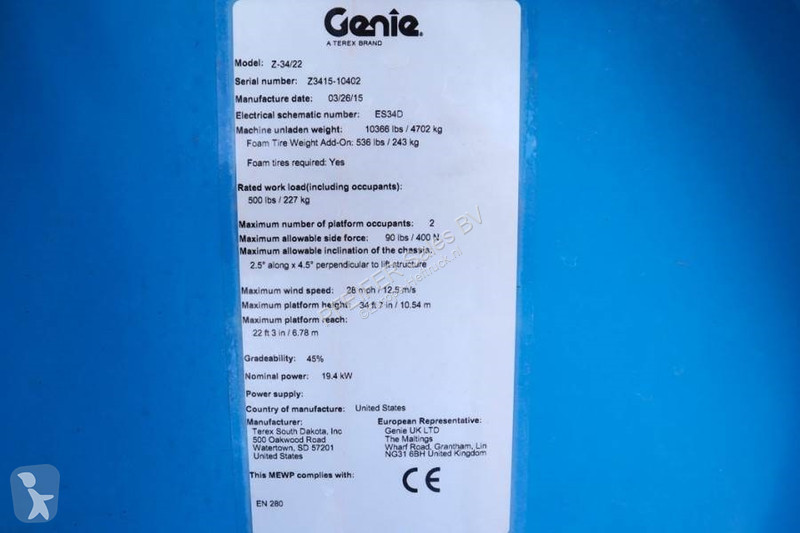 Genie
A TEREX BRAND
Model: Z-34/22
Serial number: Z3415-10402
Manufacture date: 03/26/15
Electrical schematic number: ES34D
Machine unladen weight: 10366 lbs / 4702 kg
Foam Tire Weight Add-On: 536 lbs / 243 kg
Foam tires required: Yes
Rated work load(including occupants):
500 lbs / 227 kg
Maximum number of platform occupants: 2
Maximum allowable side force: 90 lbs / 400 N
Maximum allowable inclination of the chassis:
2.5° along x 4.5° perpendicular to lift structure
Maximum wind speed: 28 mph / 12.5 m/s
Maximum platform height: 34 ft 7 in / 10.54 m
Maximum platform reach:
22 ft 3 in / 6.78 m
Gradeability: 45%
Nominal power: 19.4 kW
Power supply:
Country of manufacture: United States
Manufacturer:
Terex South Dakota, Inc
500 Oakwood Road
Watertown, SD 57201
United States
European Representative:
Genie UK LTD
The Maltings
Wharf Road, Grantham, Lin
NG31 6BH United Kingdom
This MEWP complies with:
CE
EN 280
Sales BV